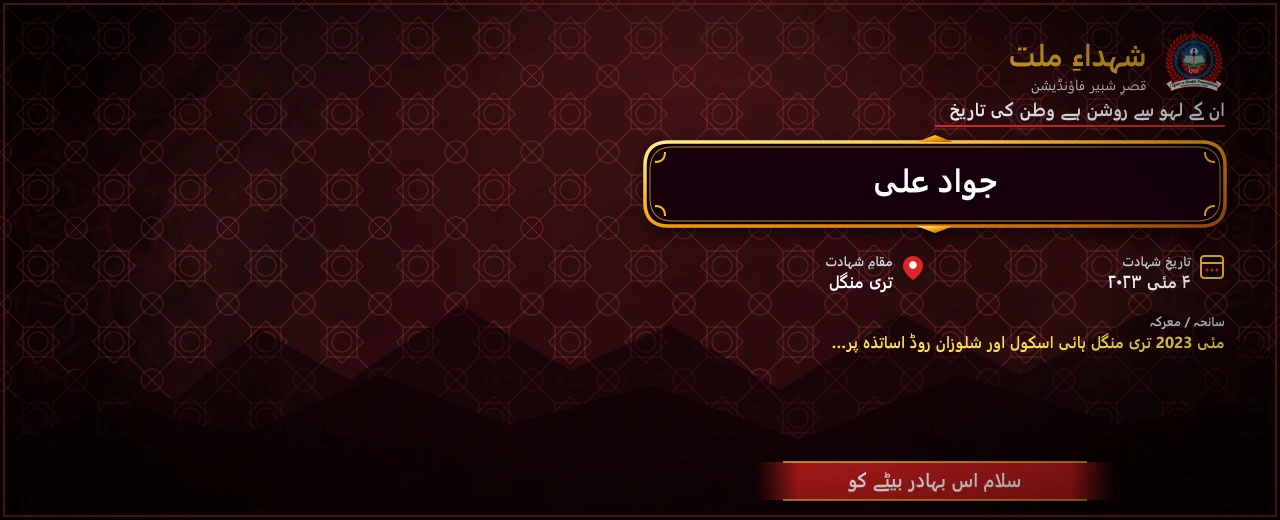 شہداءِ ملت
قصرِ شبیر فاؤنڈیشن
ان کے لہو سے روشن ہے وطن کی تاریخ
جواد علی
تاریخ شہادت
۴ مئی ۲۰۲۳
مقامِ شہادت
تری منگل
سانحہ / معرکہ
مئی 2023 تری منگل ہائی اسکول اور شلوزان روڈ اساتذہ پر...
سلام اس بہادر بیٹے کو